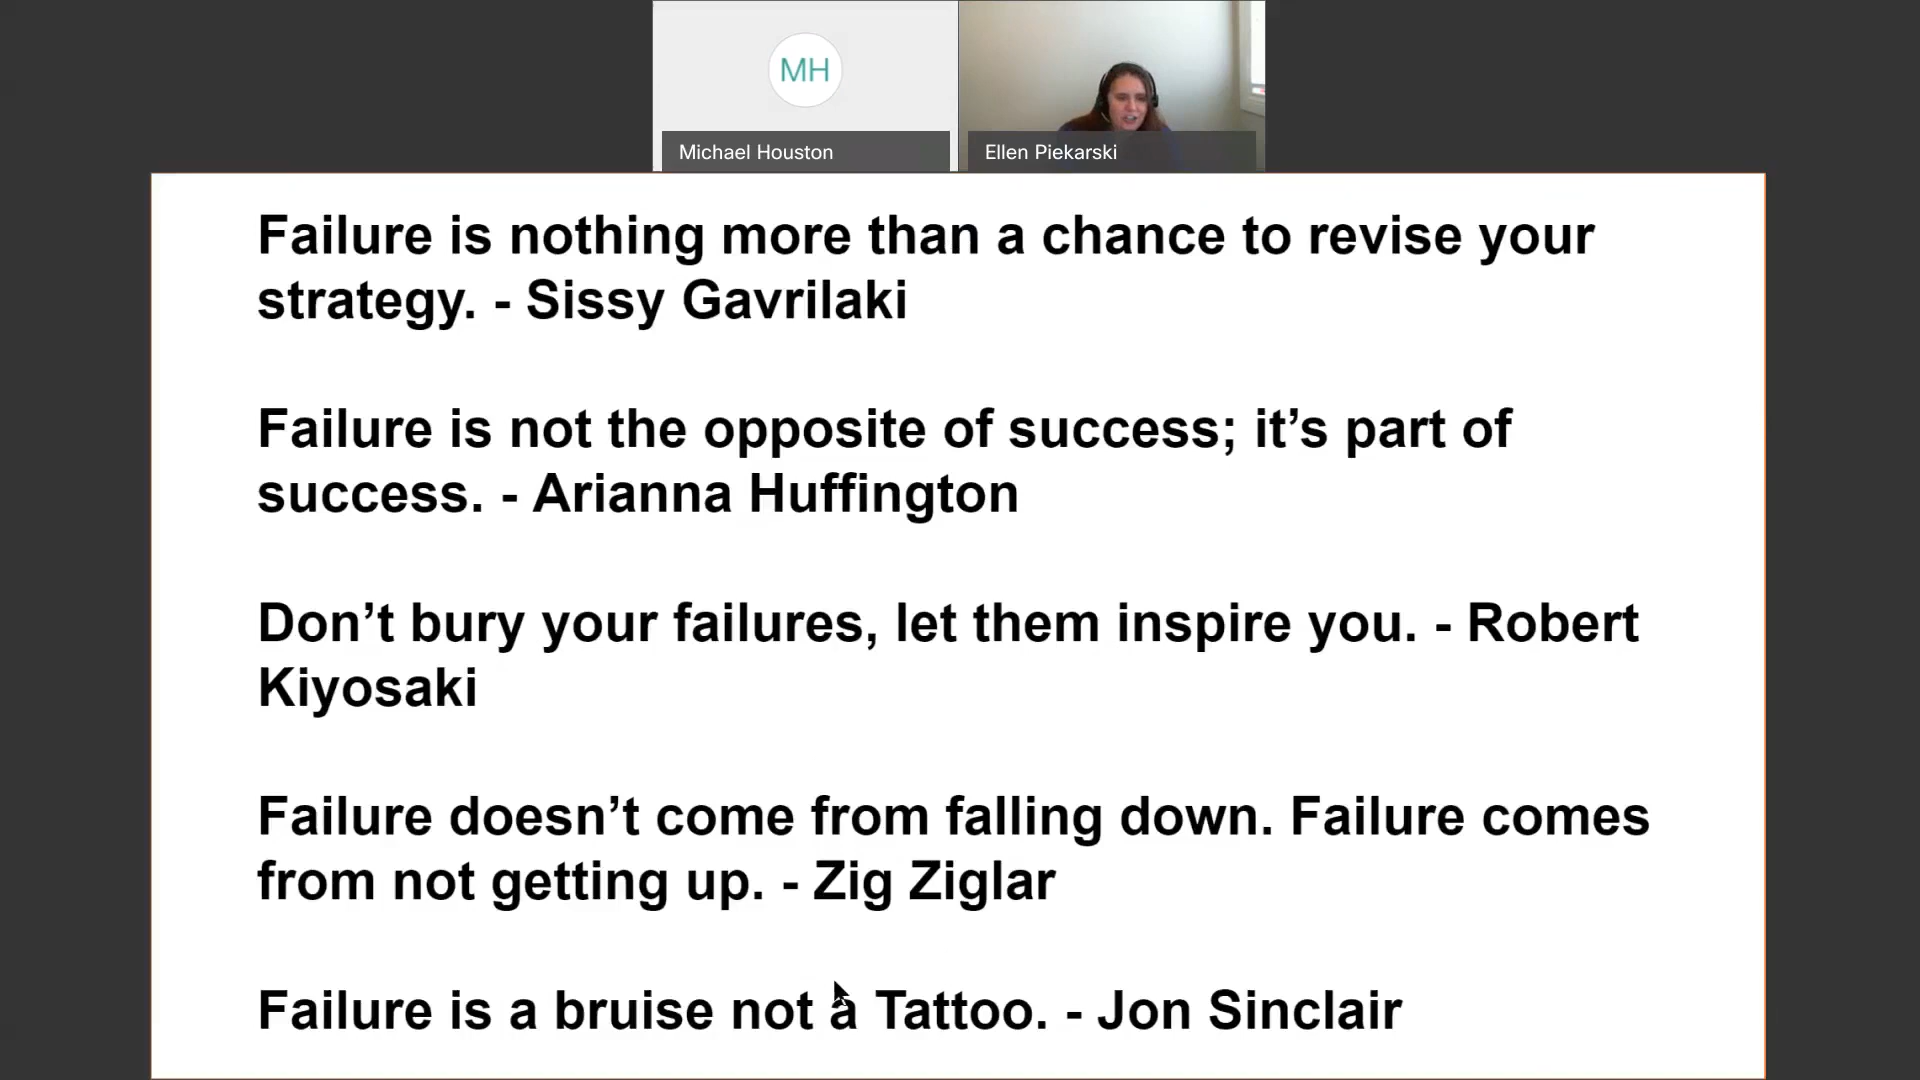 MH
Michael Houston
Ellen Piekarski
Failure is nothing more than a chance to revise your
strategy. - Sissy Gavrilaki
Failure is not the opposite of success; it’s part of
success. - Arianna Huffington
Don’t bury your failures, let them inspire you. - Robert
Kiyosaki
Failure doesn’t come from falling down. Failure comes
from not getting up. - Zig Ziglar
Failure is a bruise not a Tattoo. - Jon Sinclair